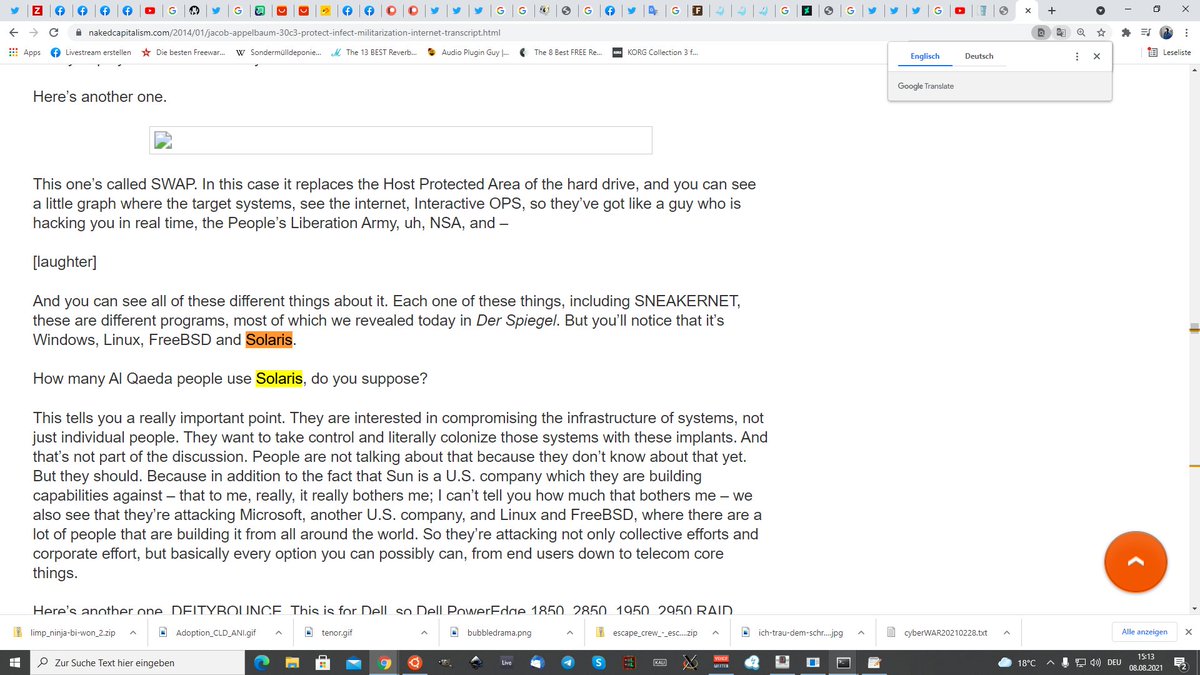 nakedcapitalism.com/2014/01/jacob-appelbaum-30c3-protect-infect-militarization-internet-transcript.html
Apps
Livestream erstellen
Die besten Freewar...
Sondermülldeponie...
The 13 BEST Reverb...
Audio Plugin Guy |...
The 8 Best FREE Re...
KORG Collection 3 f...
Leseliste
Englisch
Deutsch
Google Translate
Here's another one.
This one's called SWAP. In this case it replaces the Host Protected Area of the hard drive, and you can see
a little graph where the target systems, see the internet, Interactive OPS, so they've got like a guy who is
hacking you in real time, the People's Liberation Army, uh, NSA, and –
[laughter]
And you can see all of these different things about it. Each one of these things, including SNEAKERNET,
these are different programs, most of which we revealed today in Der Spiegel. But you'll notice that it's
Windows, Linux, FreeBSD and Solaris.
How many Al Qaeda people use Solaris, do you suppose?
This tells you a really important point. They are interested in compromising the infrastructure of systems, not
just individual people. They want to take control and literally colonize those systems with these implants. And
that's not part of the discussion. People are not talking about that because they don't know about that yet.
But they should. Because in addition to the fact that Sun is a U.S. company which they are building
capabilities against – that to me, really, it really bothers me; I can't tell you how much that bothers me – we
also see that they're attacking Microsoft, another U.S. company, and Linux and FreeBSD, where there are a
lot of people that are building it from all around the world. So they're attacking not only collective efforts and
corporate effort, but basically every option you can possibly can, from end users down to telecom core
things.
Here's another one. DEITYBOUNCE. This is for Dell, so Dell PowerEdge 1850, 2850, 1950, 2950 RAID
limp_ninja-bi-won_2.zip
Adoption_CLD_ANI.gif
tenor.gif
bubbledrama.png
escape_crew_-_esc....zip
ich-trau-dem-schr....jpg
cyberWAR20210228.txt
Alle anzeigen
Zur Suche Text hier eingeben
Live
18°C
DEU
15:13
08.08.2021
2